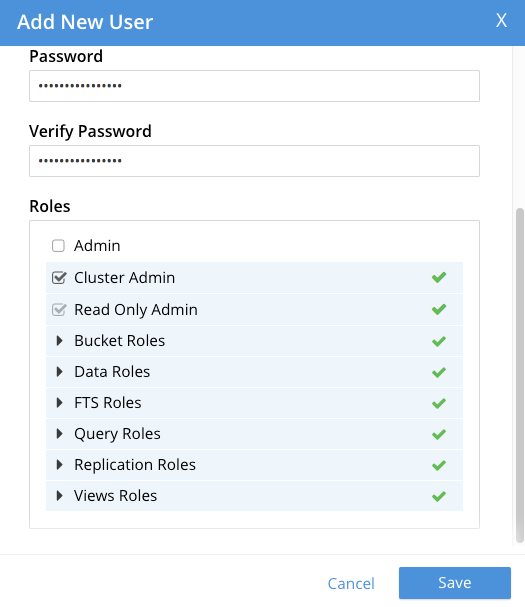 Add New User X
Password
••••••••••••••••
Verify Password
••••••••••••••••
Roles
Admin
Cluster Admin
Read Only Admin
Bucket Roles
Data Roles
FTS Roles
Query Roles
Replication Roles
Views Roles
Cancel Save